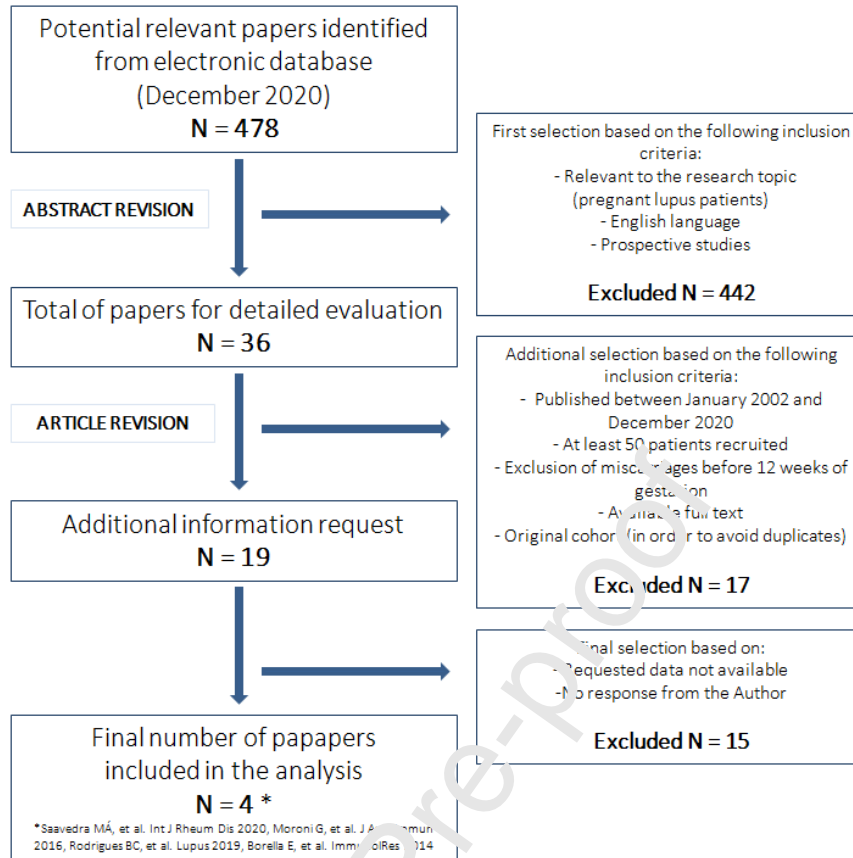 Potential relevant papers identified
from electronic database
(December 2020)
N = 478
First selection based on the following inclusion
criteria:
- Relevant to the research topic
(pregnant lupus patients)
- English language
- Prospective studies
Excluded N = 442
ABSTRACT REVISION
Total of papers for detailed evaluation
N = 36
Additional selection based on the following
inclusion criteria:
- Published between January 2002 and
December 2020
- At least 50 patients recruited
- Exclusion of miscarriages before 12 weeks of
gestation
- Available full text
- Original cohort (in order to avoid duplicates)
Excluded N = 17
ARTICLE REVISION
Additional information request
N = 19
Final selection based on:
- Requested data not available
-No response from the Author
Excluded N = 15
Final number of papapers
included in the analysis
N = 4 *
*Saavedra MÁ, et al. Int J Rheum Dis 2020, Moroni G, et al. J
2016, Rodrigues BC, et al. Lupus 2019, Borella E, et al. 2014
Pre-proof